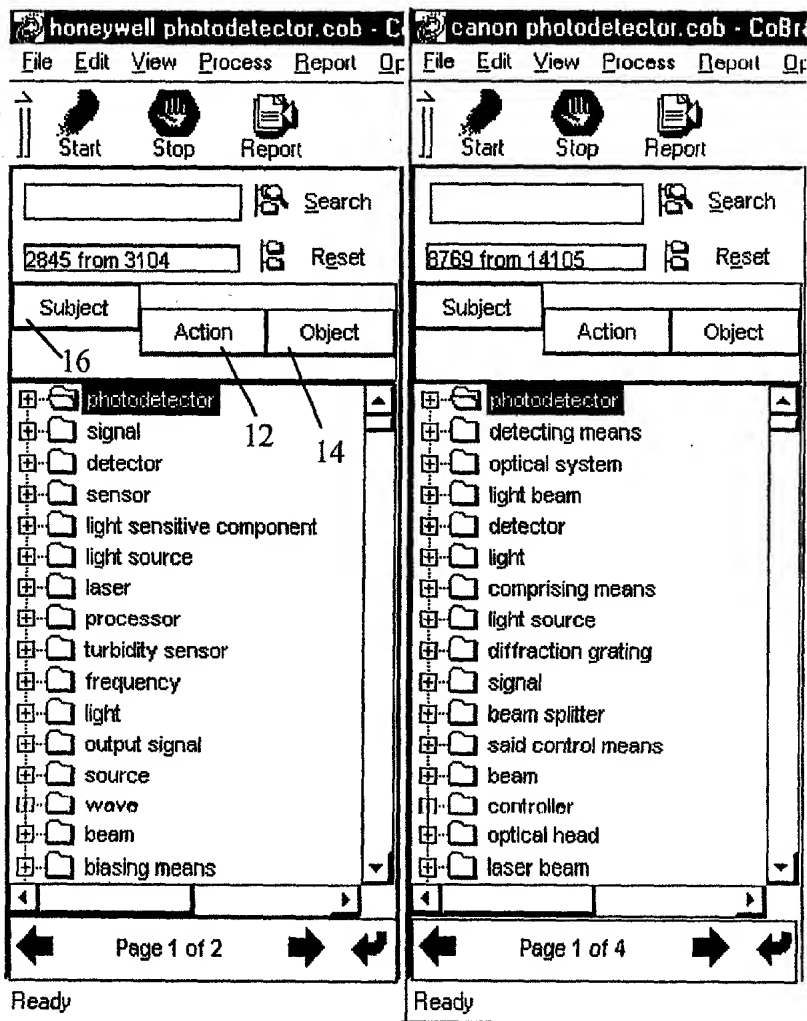 honeywell photodetector.cob - C
File Edit View Process Report Op
Start Stop Report
Search
2845 from 3104 Reset
Subject
Action Object
16
12
14
photodetector
signal
detector
sensor
light sensitive component
light source
laser
processor
turbidity sensor
frequency
light
output signal
source
wave
beam
biasing means
Page 1 of 2
Ready
canon photodetector.cob - CoBra
File Edit View Process Report Op
Start Stop Report
Search
8769 from 14105 Reset
Subject
Action Object
photodetector
detecting means
optical system
light beam
detector
light
comprising means
light source
diffraction grating
signal
beam splitter
said control means
beam
controller
optical head
laser beam
Page 1 of 4
Ready